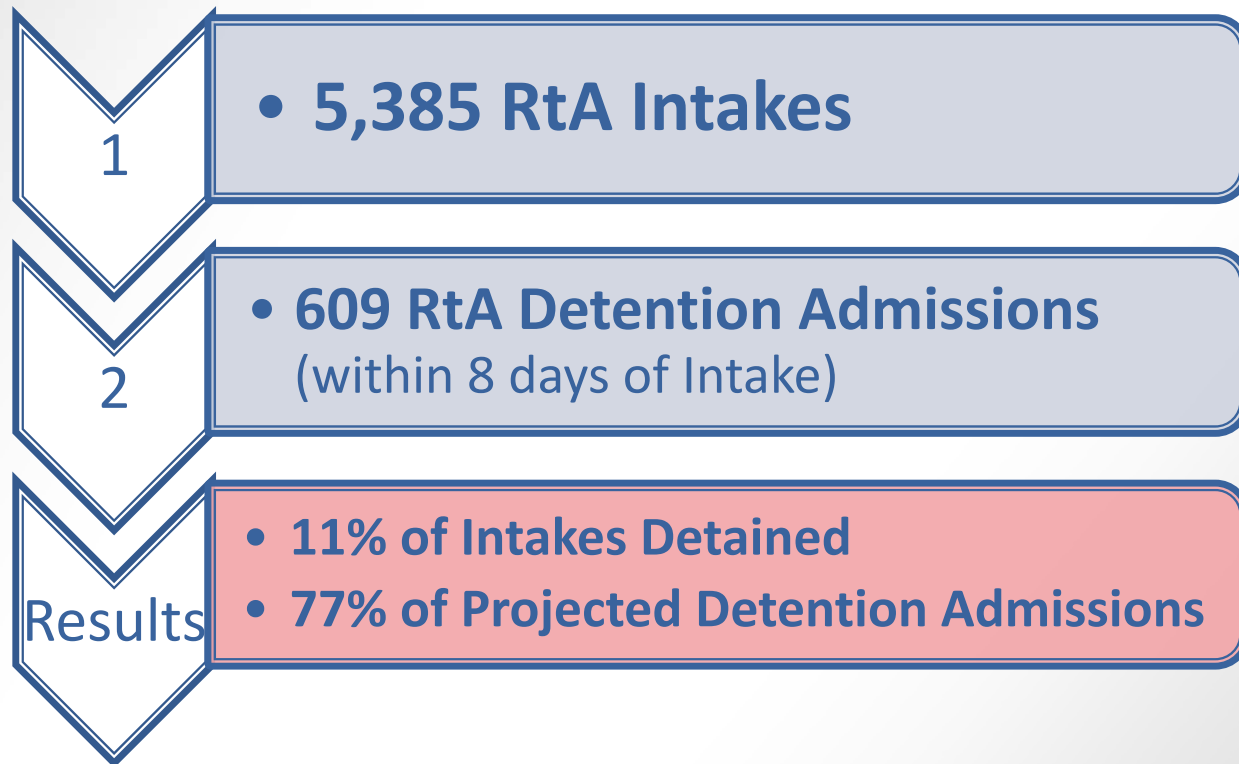 1
• 5,385 RtA Intakes
2
• 609 RtA Detention Admissions
(within 8 days of Intake)
Results
• 11% of Intakes Detained
• 77% of Projected Detention Admissions